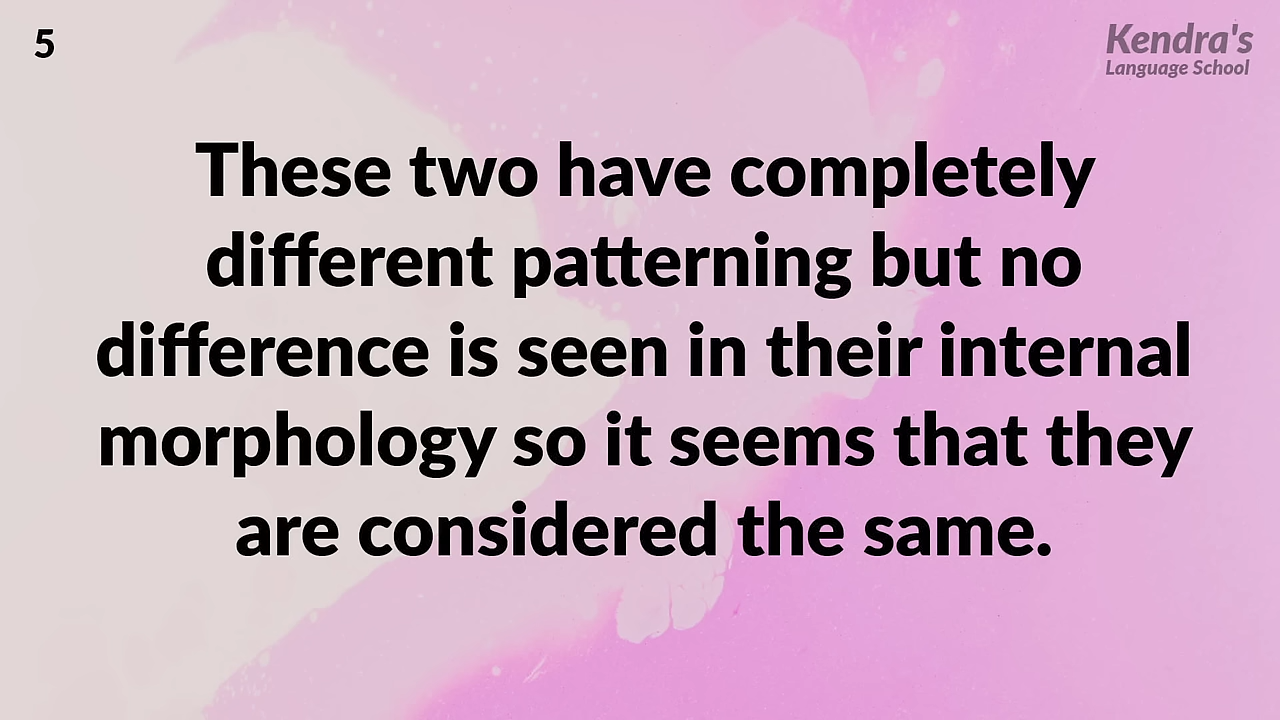 5
Kendra's
Language School
These two have completely
different patterning but no
difference is seen in their internal
morphology so it seems that they
are considered the same.